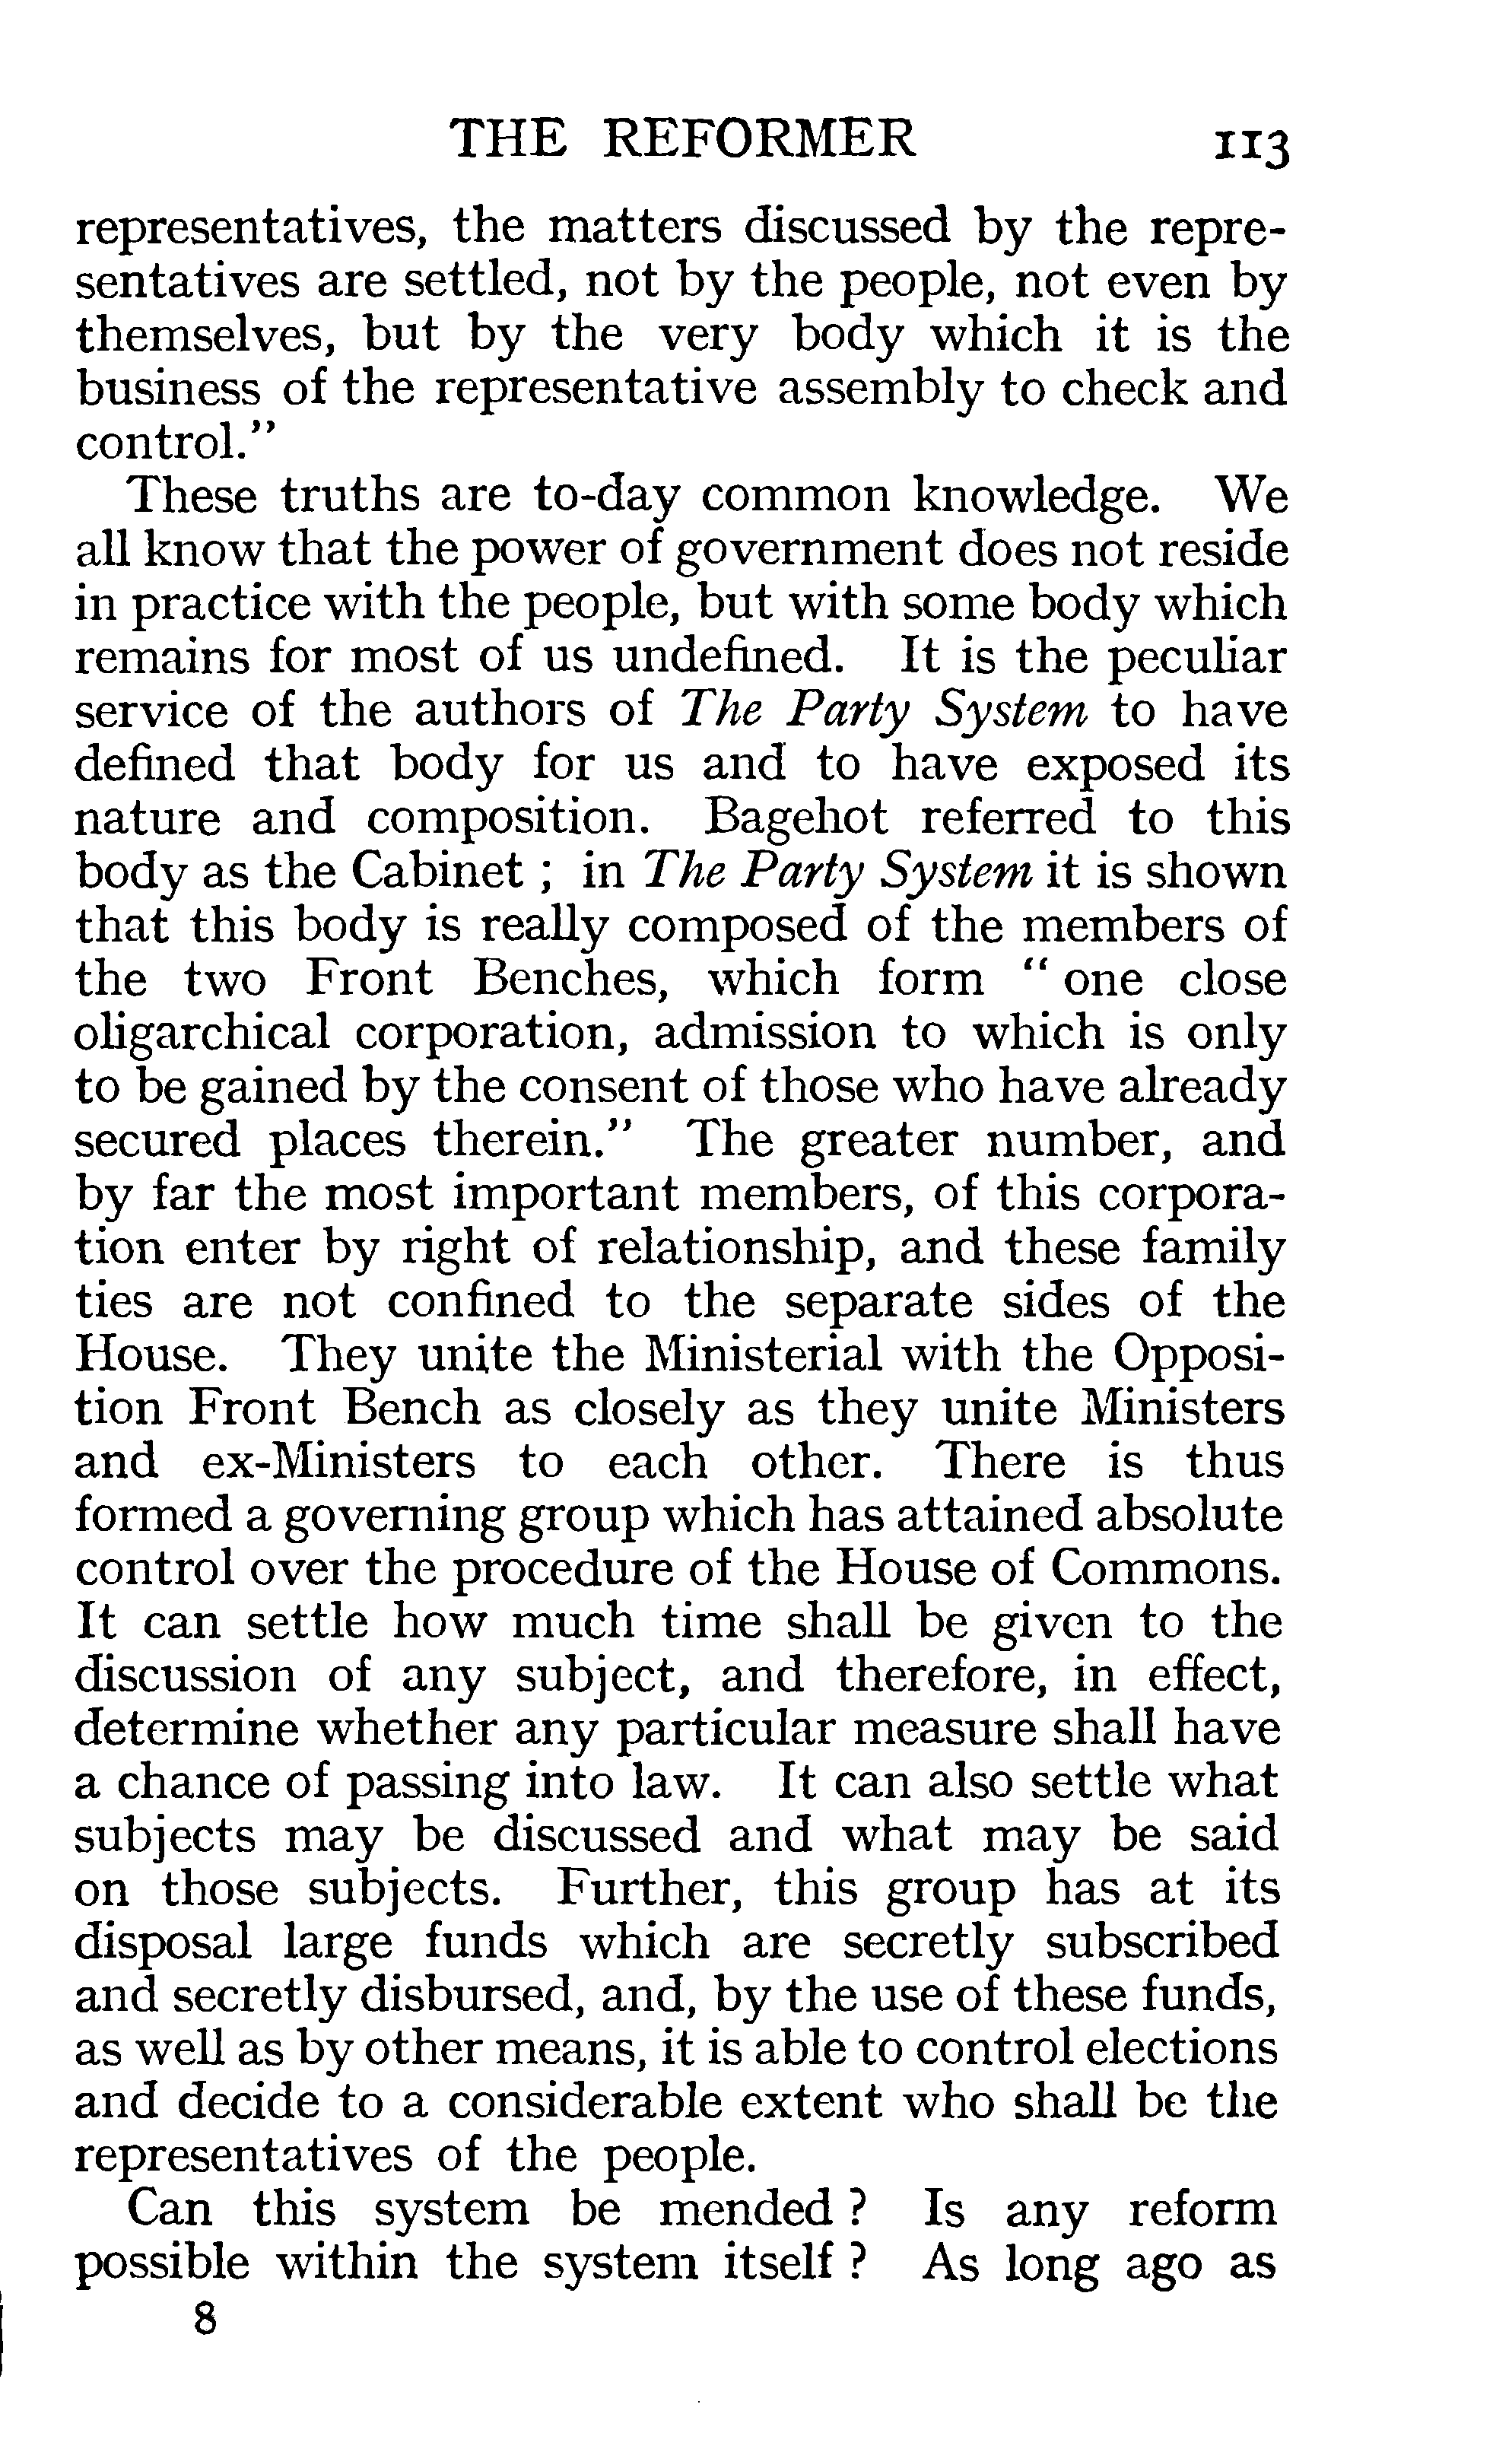 THE REFORMER 113
representatives, the matters discussed by the repre-
sentatives are settled, not by the people, not even by
themselves, but by the very body which it is the
business of the representative assembly to check and
control."
These truths are to-day common knowledge. We
all know that the power of government does not reside
in practice with the people, but with some body which
remains for most of us undefined. It is the peculiar
service of the authors of The Party System to have
defined that body for us and to have exposed its
nature and composition. Bagehot referred to this
body as the Cabinet ; in The Party System it is shown
that this body is really composed of the members of
the two Front Benches, which form " one close
oligarchical corporation, admission to which is only
to be gained by the consent of those who have already
secured places therein." The greater number, and
by far the most important members, of this corpora-
tion enter by right of relationship, and these family
ties are not confined to the separate sides of the
House. They unite the Ministerial with the Opposi-
tion Front Bench as closely as they unite Ministers
and ex-Ministers to each other. There is thus
formed a governing group which has attained absolute
control over the procedure of the House of Commons.
It can settle how much time shall be given to the
discussion of any subject, and therefore, in effect,
determine whether any particular measure shall have
a chance of passing into law. It can also settle what
subjects may be discussed and what may be said
on those subjects. Further, this group has at its
disposal large funds which are secretly subscribed
and secretly disbursed, and, by the use of these funds,
as well as by other means, it is able to control elections
and decide to a considerable extent who shall be the
representatives of the people.
Can this system be mended ? Is any reform
possible within the system itself ? As long ago as
8